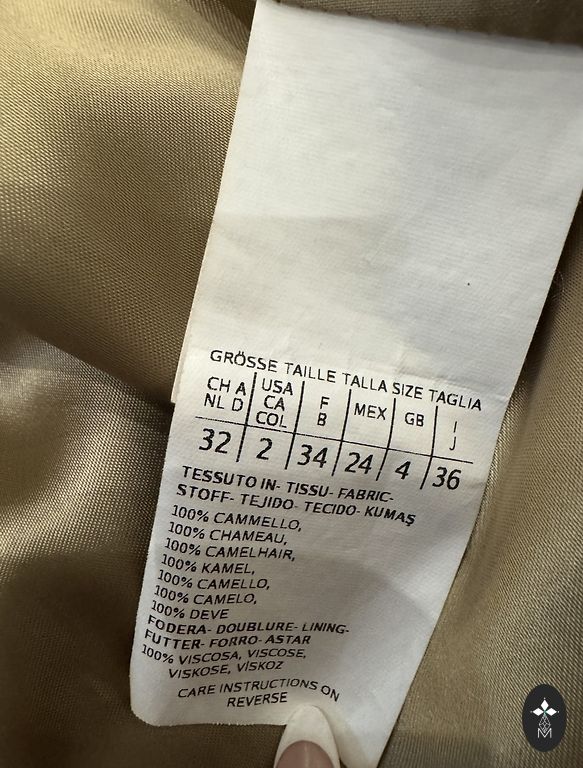 GRÖSSE TAILLE TALLA SIZE TAGLIA
CH A USA F MEX GB I
NL D CA B J
COL
32 2 34 24 4 36
TESSUTO IN- TISSU- FABRIC-
STOFF- TEJIDO- TECIDO- KUMAŞ
100% CAMMELLO,
100% CHAMEAU,
100% CAMELHAIR,
100% KAMEL,
100% CAMELLO,
100% CAMELO,
100% DEVE
FODERA- DOUBLURE- LINING-
FUTTER- FORRO- ASTAR
100% VISCOSA, VISCOSE,
VISKOSE, VİSKOZ
CARE INSTRUCTIONS ON
REVERSE
M